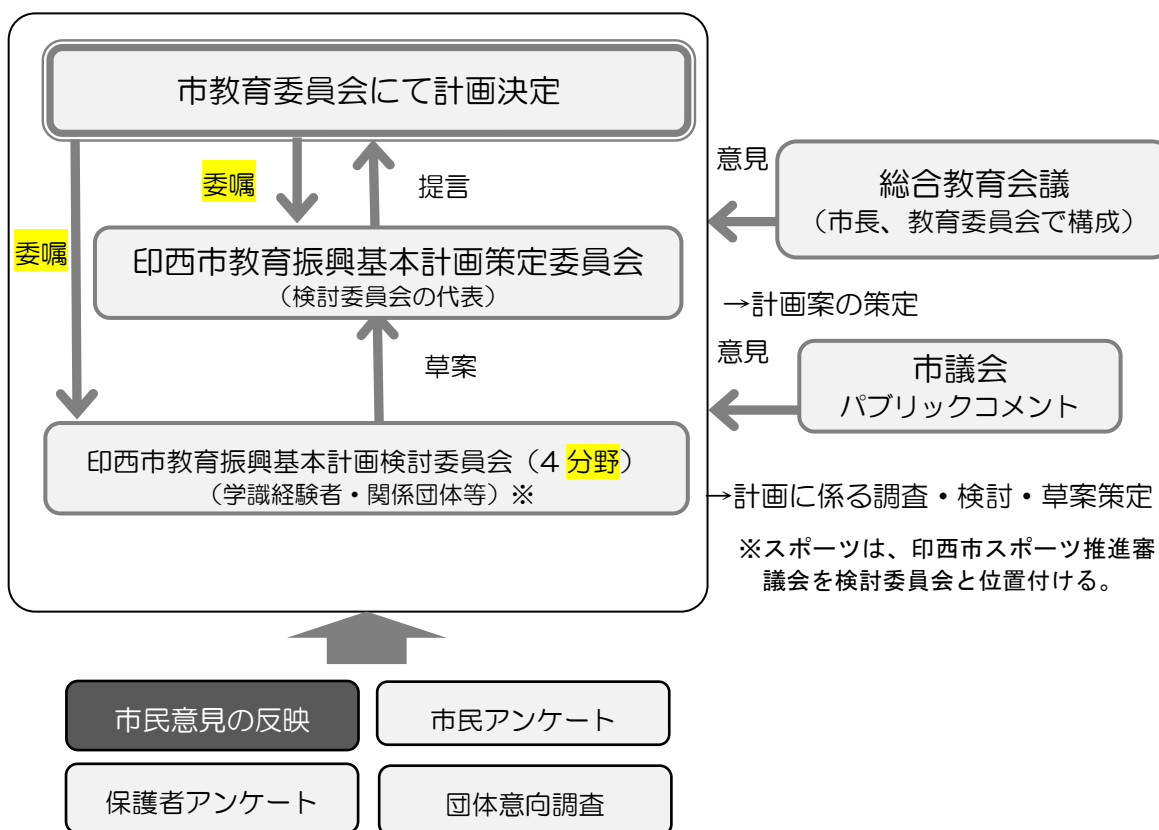 市教育委員会にて計画決定
委嘱
提言
委嘱
印西市教育振興基本計画策定委員会
（検討委員会の代表）
草案
印西市教育振興基本計画検討委員会（4 分野）
（学識経験者・関係団体等）※
意見
総合教育会議
（市長、教育委員会で構成）
→計画案の策定
意見
市議会
パブリックコメント
→計画に係る調査・検討・草案策定
※スポーツは、印西市スポーツ推進審
議会を検討委員会と位置付ける。
市民意見の反映
市民アンケート
保護者アンケート
団体意向調査